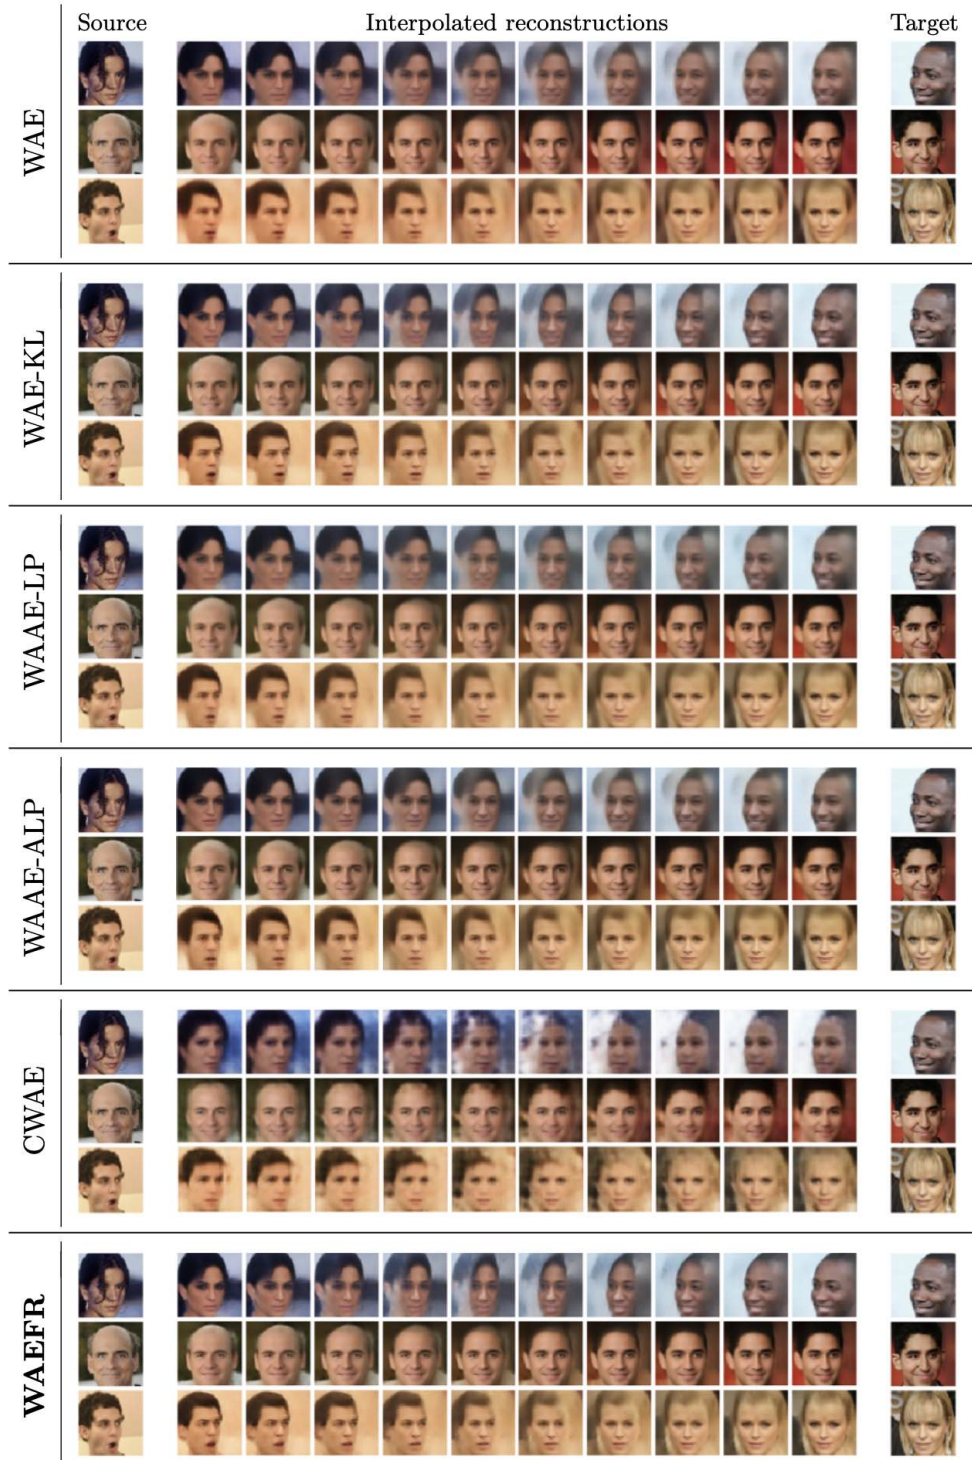 Source Interpolated reconstructions Target
WAE
WAE-KL
WAAE-LP
WAAE-ALP
CWAE
WAEFR